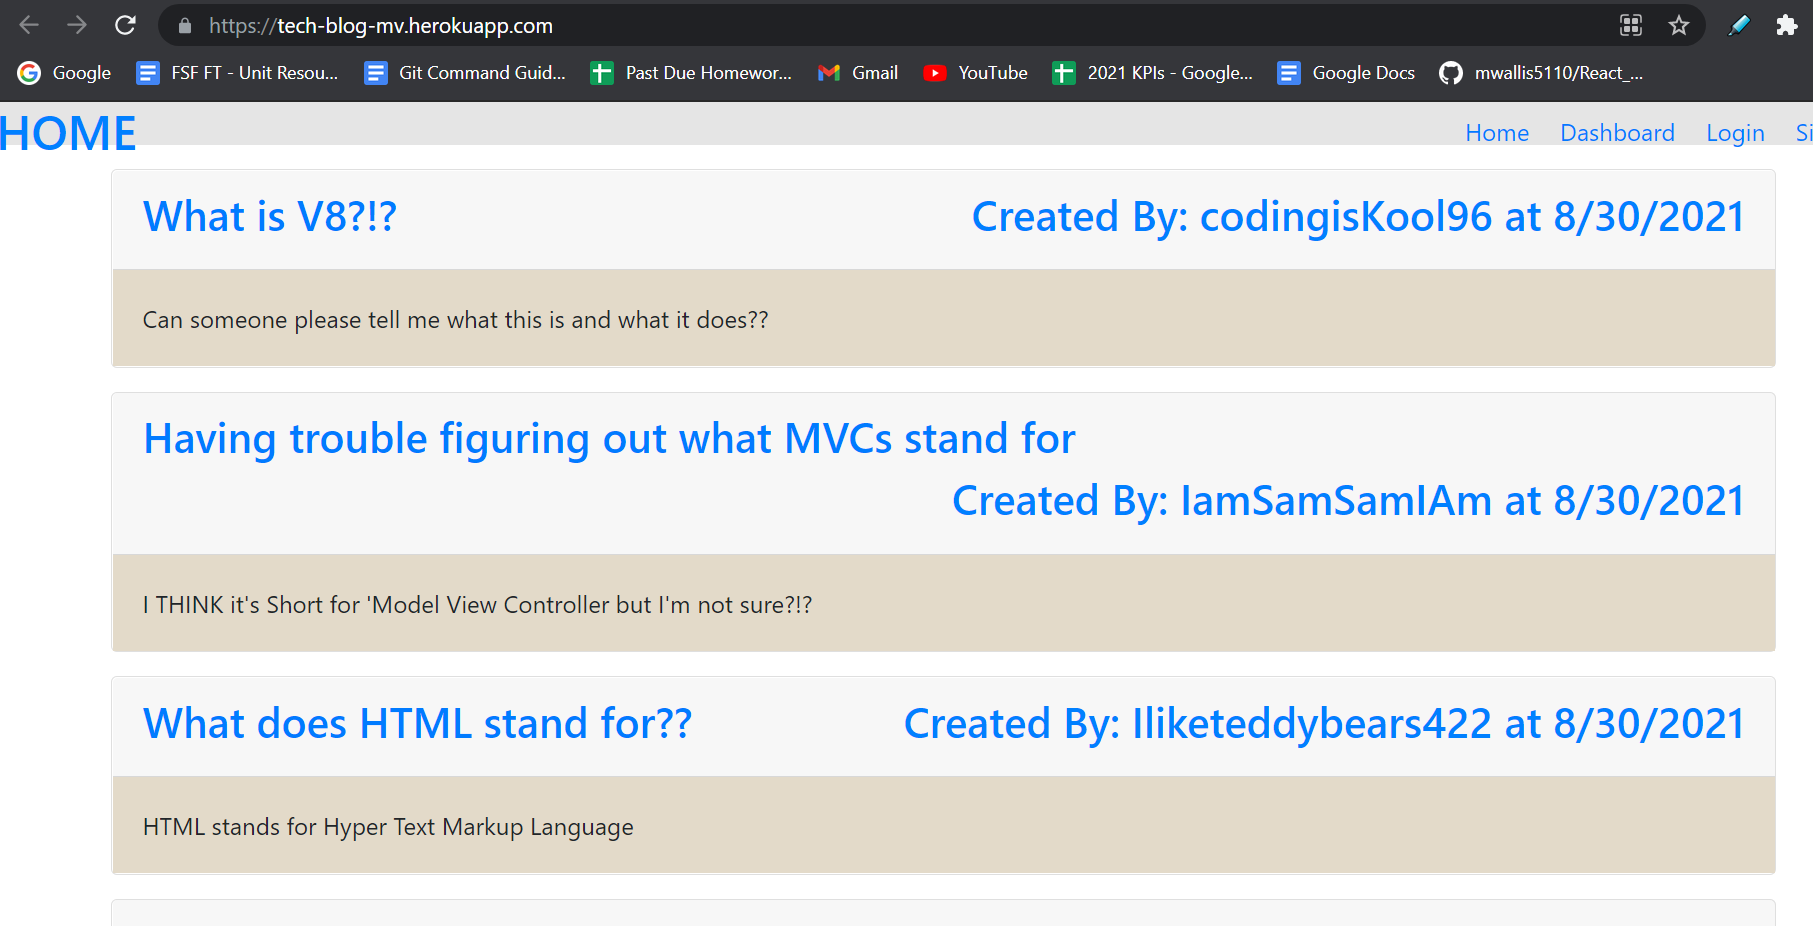 https://tech-blog-mv.herokuapp.com
Google FSF FT - Unit Resou... Git Command Guid... Past Due Homewor... Gmail YouTube 2021 KPIs - Google... Google Docs mwallis5110/React_...
HOME Home Dashboard Login Si
What is V8?!? Created By: codingisKool96 at 8/30/2021
Can someone please tell me what this is and what it does??
Having trouble figuring out what MVCs stand for
Created By: IamSamSamIAm at 8/30/2021
I THINK it's Short for 'Model View Controller but I'm not sure?!?
What does HTML stand for?? Created By: Iliketeddybears422 at 8/30/2021
HTML stands for Hyper Text Markup Language